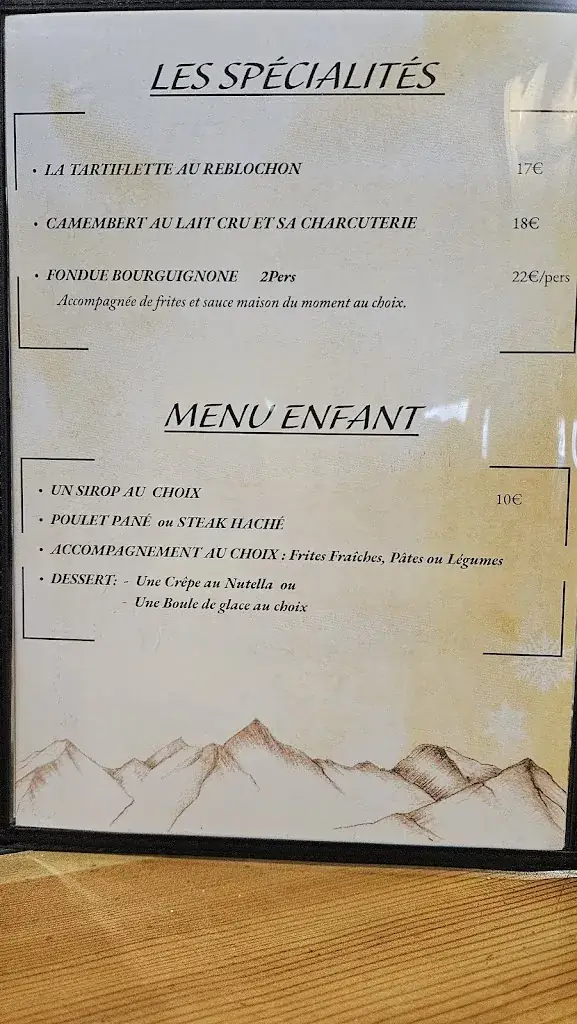 LES SPÉCIALITÉS
• LA TARTIFLETTE AU REBLOCHON 17€
• CAMEMBERT AU LAIT CRU ET SA CHARCUTERIE 18€
• FONDUE BOURGUIGNONE 2Pers 22€/pers
Accompagnée de frites et sauce maison du moment au choix.
MENU ENFANT
• UN SIROP AU CHOIX 10€
• POULET PANÉ ou STEAK HACHÉ
• ACCOMPAGNEMENT AU CHOIX : Frites Fraîches, Pâtes ou Légumes
• DESSERT: - Une Crêpe au Nutella ou
- Une Boule de glace au choix